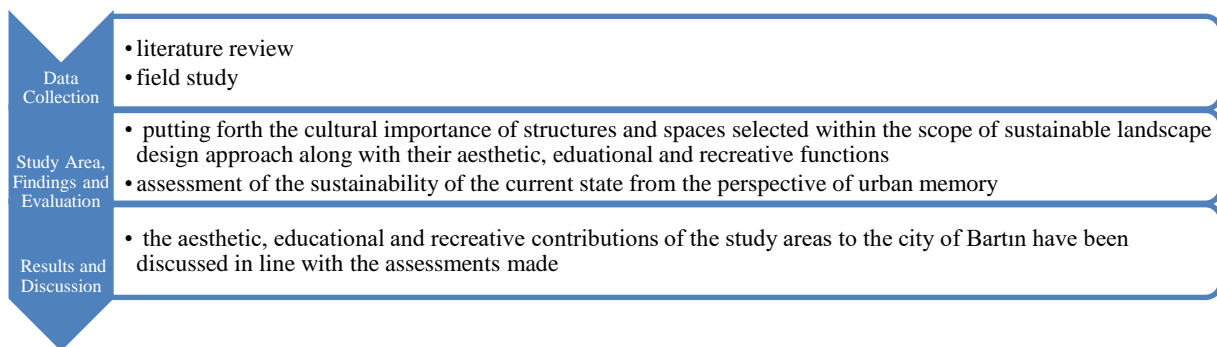 Data
Collection
• literature review
• field study
Study Area,
Findings and
Evaluation
• putting forth the cultural importance of structures and spaces selected within the scope of sustainable landscape
design approach along with their aesthetic, eduational and recreative functions
• assessment of the sustainability of the current state from the perspective of urban memory
Results and
Discussion
• the aesthetic, educational and recreative contributions of the study areas to the city of Bartın have been
discussed in line with the assessments made